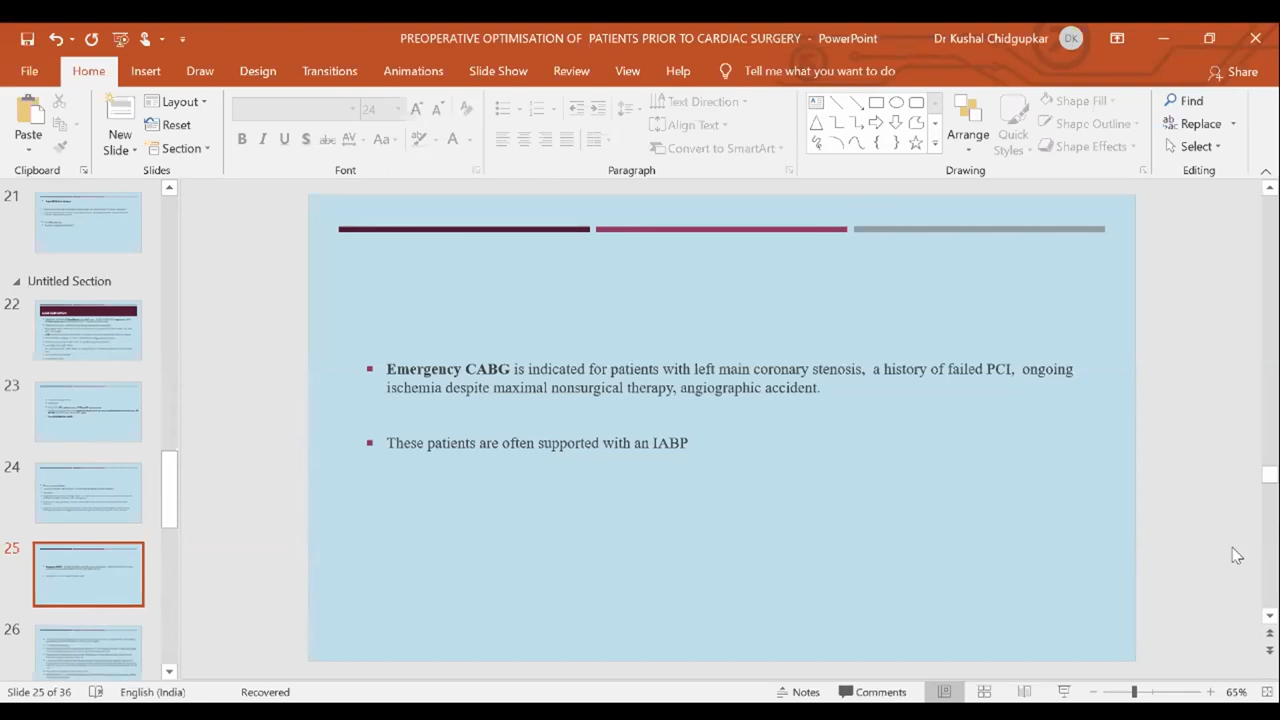 PREOPERATIVE OPTIMISATION OF PATIENTS PRIOR TO CARDIAC SURGERY - PowerPoint
Dr Kushal Chidgupkar
DK
File
Home
Insert
Draw
Design
Transitions
Animations
Slide Show
Review
View
Help
Tell me what you want to do
Share
Paste
New
Slide
Layout
Reset
Section
24
Text Direction
Align Text
Convert to SmartArt
Arrange
Quick
Styles
Shape Fill
Shape Outline
Shape Effects
Find
Replace
Select
Clipboard
Slides
Font
Paragraph
Drawing
Editing
21
Untitled Section
22
23
24
25
26
Emergency CABG is indicated for patients with left main coronary stenosis, a history of failed PCI, ongoing
ischemia despite maximal nonsurgical therapy, angiographic accident.
These patients are often supported with an IABP
Slide 25 of 36
English (India)
Recovered
Notes
Comments
65%